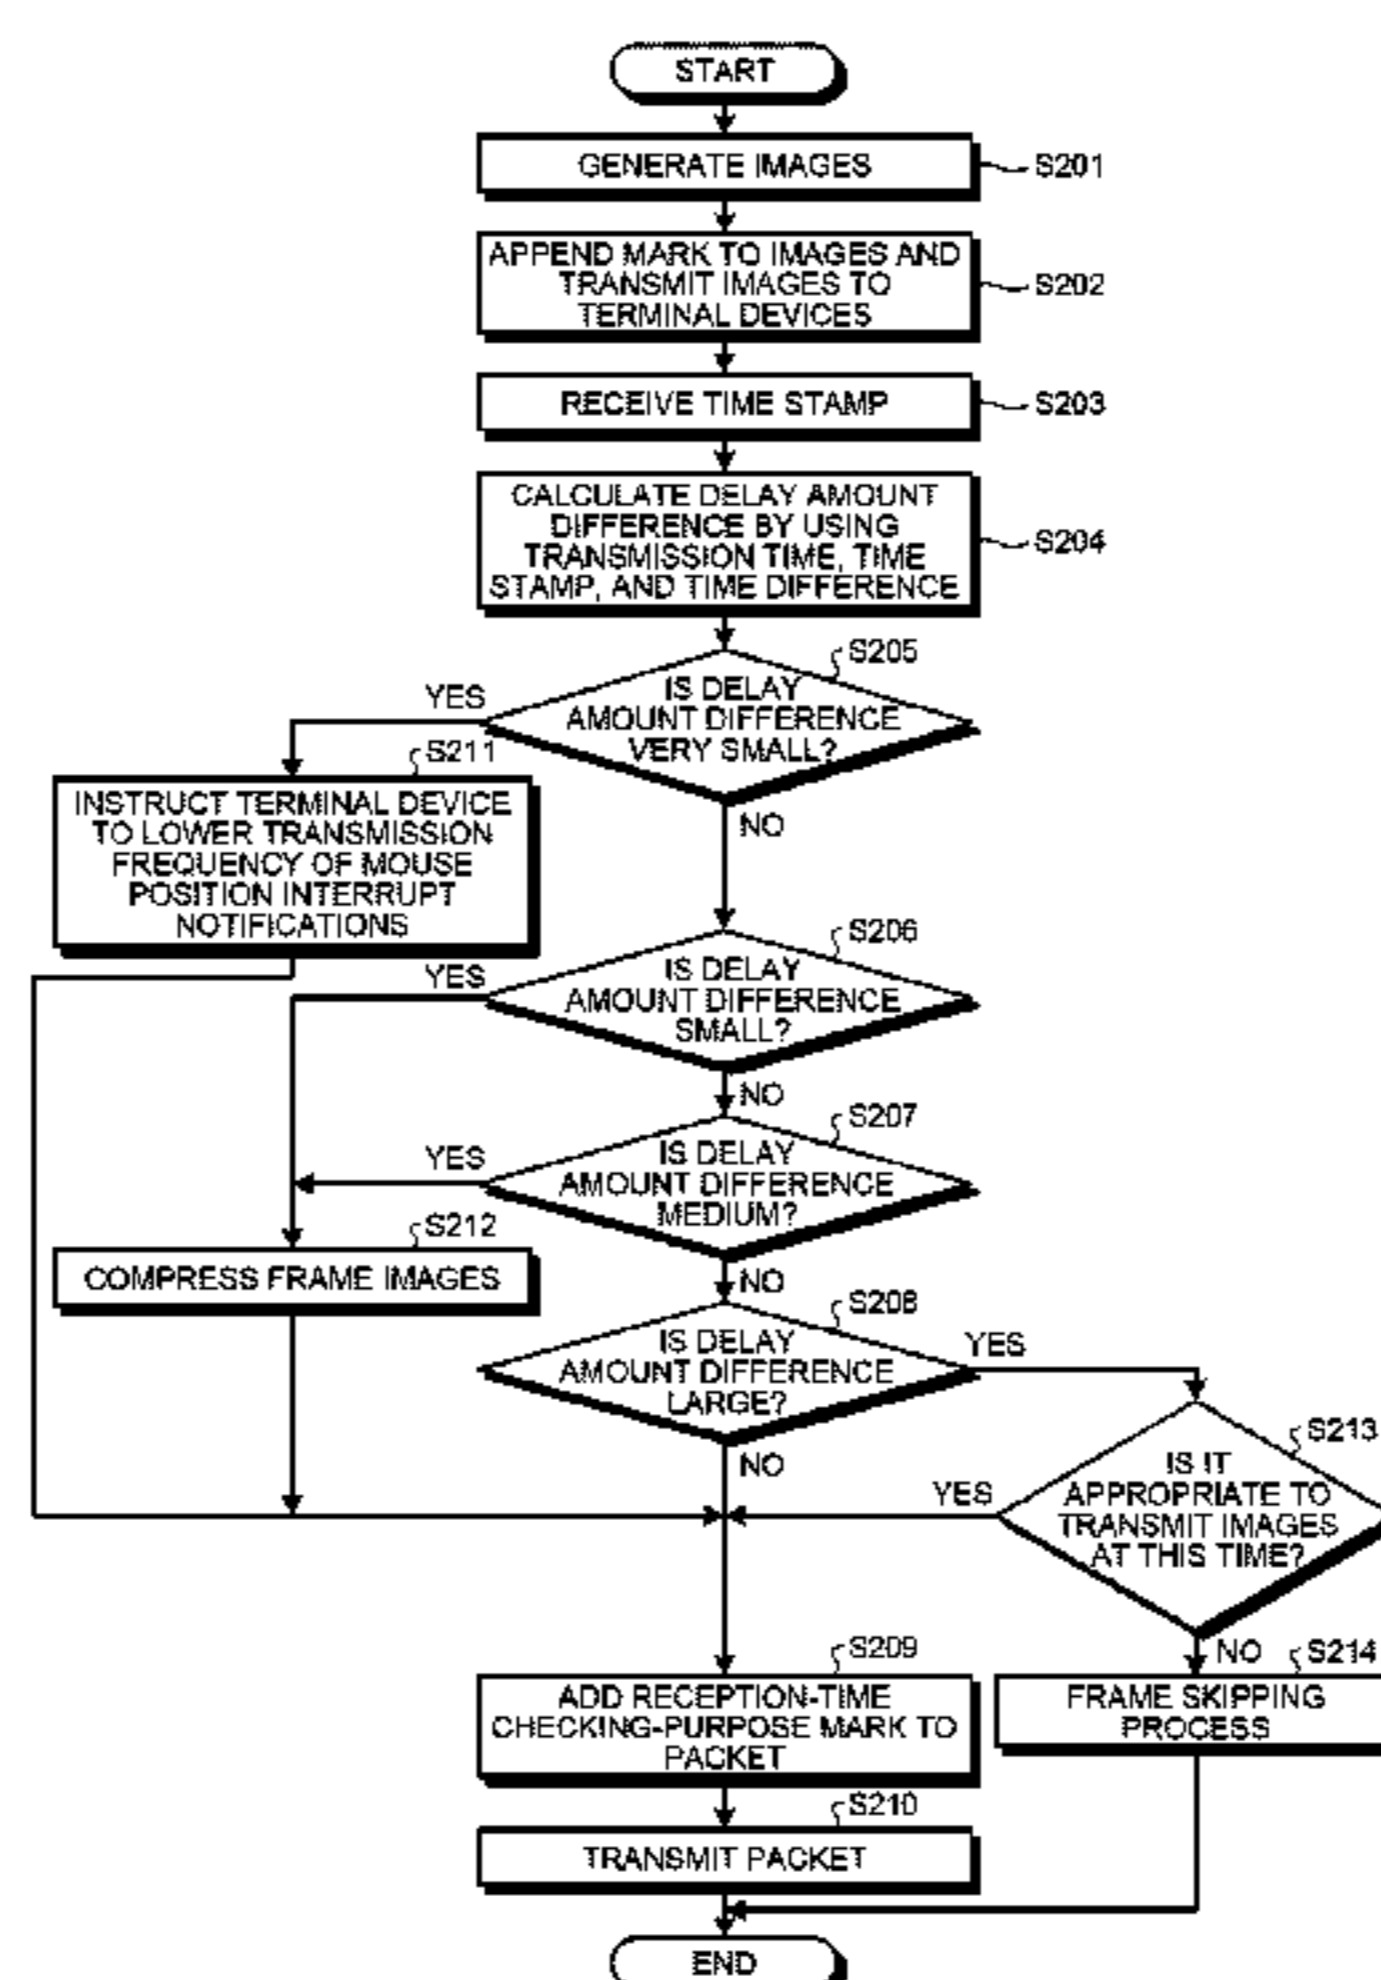 START
GENERATE IMAGES
S201
APPEND MARK TO IMAGES AND
TRANSMIT IMAGES TO
TERMINAL DEVICES
S202
RECEIVE TIME STAMP
S203
CALCULATE DELAY AMOUNT
DIFFERENCE BY USING
TRANSMISSION TIME, TIME
STAMP, AND TIME DIFFERENCE
S204
S205
IS DELAY
AMOUNT DIFFERENCE
VERY SMALL?
YES
NO
S211
INSTRUCT TERMINAL DEVICE
TO LOWER TRANSMISSION
FREQUENCY OF MOUSE
POSITION INTERRUPT
NOTIFICATIONS
S206
IS DELAY
AMOUNT DIFFERENCE
SMALL?
YES
NO
S207
IS DELAY
AMOUNT DIFFERENCE
MEDIUM?
YES
NO
S212
COMPRESS FRAME IMAGES
S208
IS DELAY
AMOUNT DIFFERENCE
LARGE?
YES
NO
S213
IS IT
APPROPRIATE TO
TRANSMIT IMAGES
AT THIS TIME?
YES
NO
S209
ADD RECEPTION-TIME
CHECKING-PURPOSE MARK TO
PACKET
S214
FRAME SKIPPING
PROCESS
S210
TRANSMIT PACKET
END